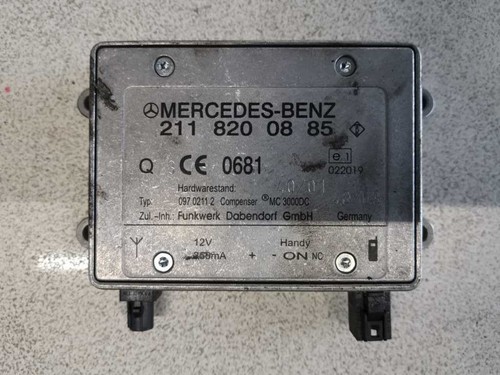 MERCEDES-BENZ
211 820 08 85
Q CE 0681 e1
022019
Hardwarestand:
Typ. 097 0211 2 Compenser ® MC 3000DC
Zul.-Inh.: Funkwerk Dabendorf GmbH Germany
12V Handy
+ - ON NC